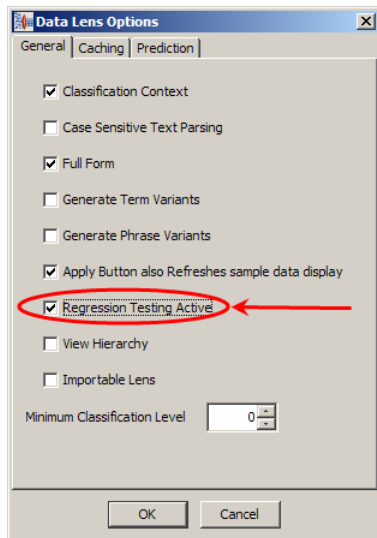 Data Lens Options
General Caching Prediction
Classification Context
Case Sensitive Text Parsing
Full Form
Generate Term Variants
Generate Phrase Variants
Apply Button also Refreshes sample data display
Regression Testing Active
View Hierarchy
Importable Lens
Minimum Classification Level 0
OK Cancel